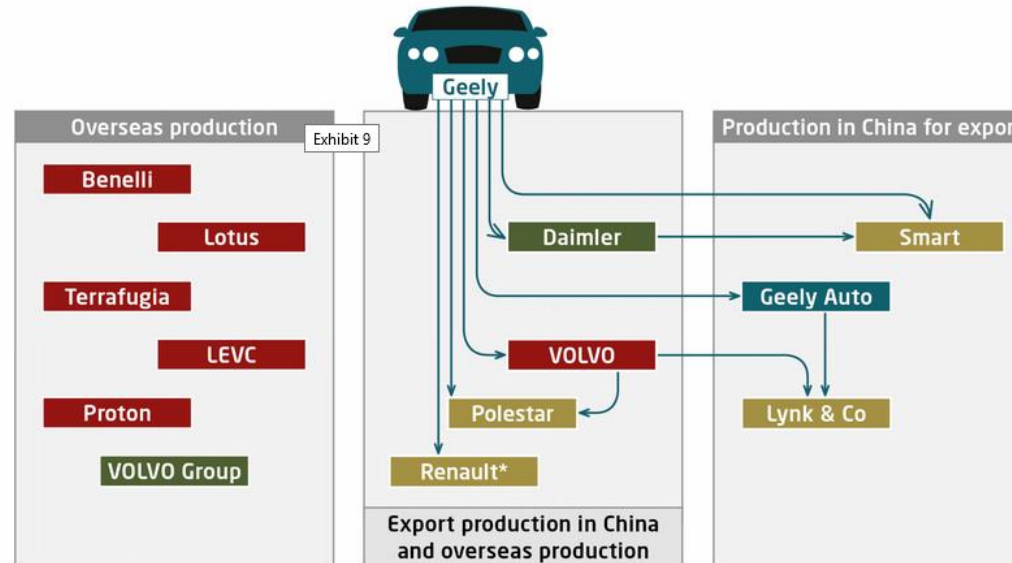 Geely
Overseas production
Exhibit 9
Production in China for expor
Benelli
Lotus
Daimler
Smart
Terrafugia
Geely Auto
LEVC
VOLVO
Proton
Polestar
Lynk & Co
VOLVO Group
Renault*
Export production in China
and overseas production